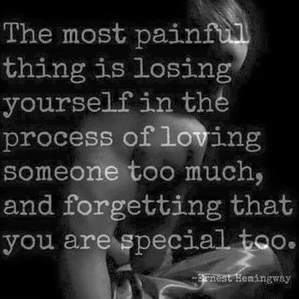 The most painful
thing is losing
yourself in the
process of loving
someone too much,
and forgetting that
you are special too.
~Ernest Hemingway